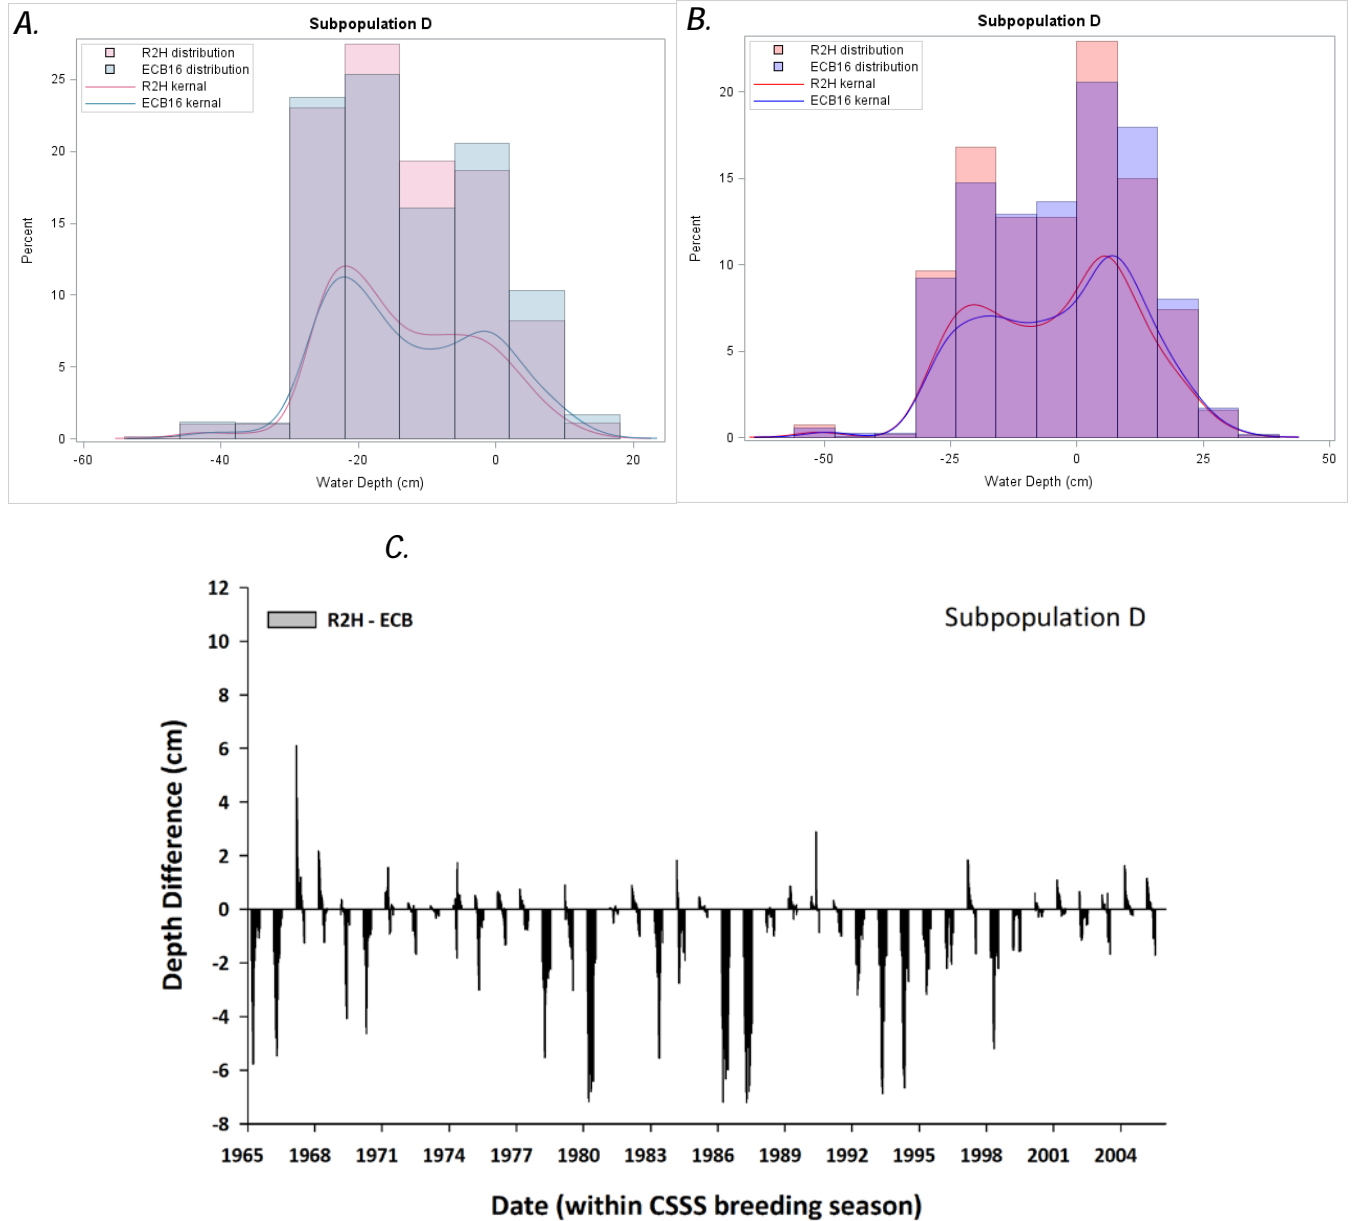 A.
Subpopulation D
R2H distribution
ECB16 distribution
R2H kernal
ECB16 kernal
25
20
15
10
5
0
Percent
-60
-40
-20
0
20
Water Depth (cm)
B.
Subpopulation D
R2H distribution
ECB16 distribution
R2H kernal
ECB16 kernal
20
15
10
5
0
Percent
-50
-25
0
25
50
Water Depth (cm)
C.
R2H - ECB
Subpopulation D
12
10
8
6
4
2
0
-2
-4
-6
-8
Depth Difference (cm)
1965 1968 1971 1974 1977 1980 1983 1986 1989 1992 1995 1998 2001 2004
Date (within CSSS breeding season)